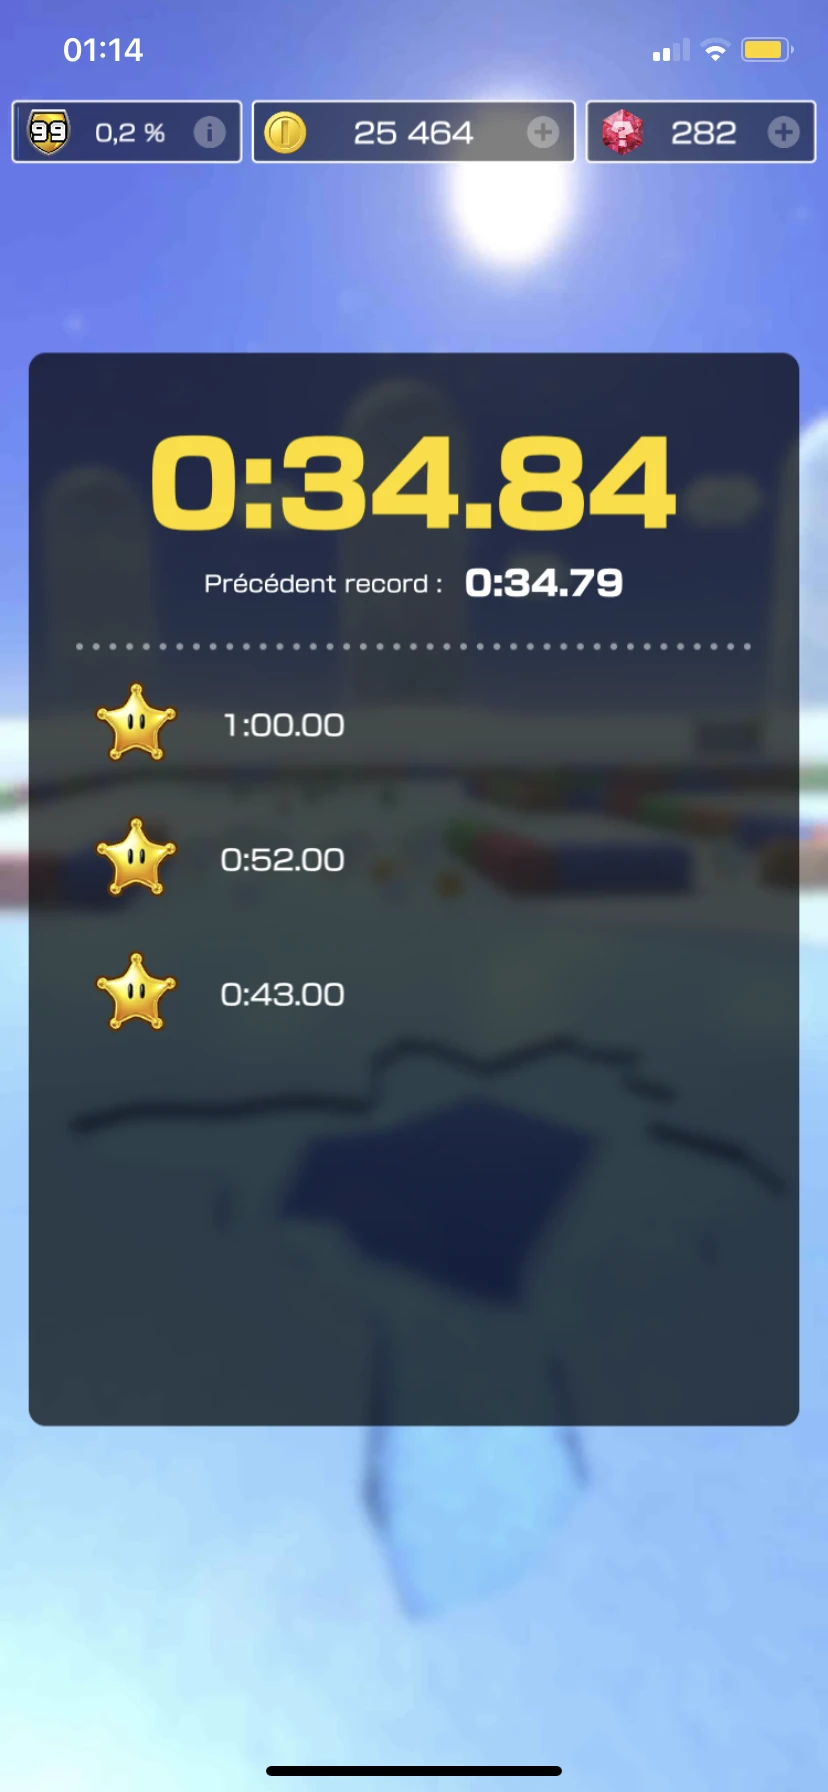 01:14
99 0,2 % i 25 464 + ? 282 +
0:34.84
Précédent record : 0:34.79
1:00.00
0:52.00
0:43.00